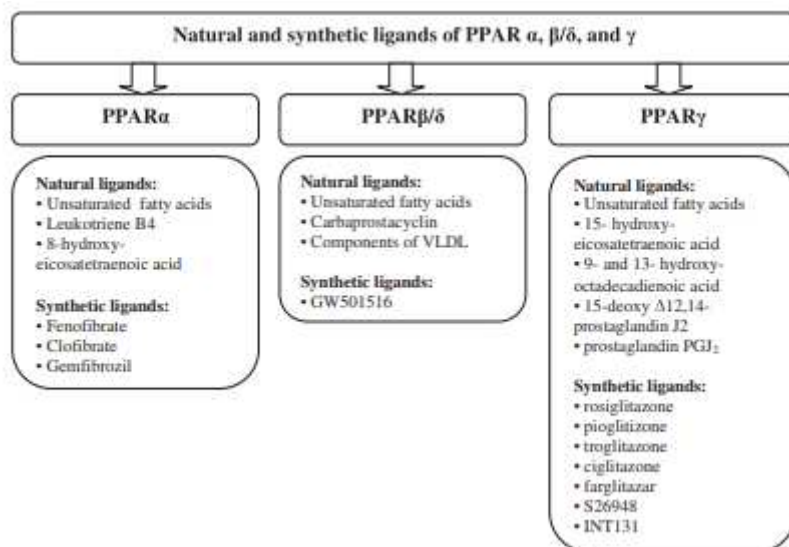 Natural and synthetic ligands of PPAR α, β/δ, and γ
PPARα
Natural ligands:
• Unsaturated fatty acids
• Leukotriene B4
• 8-hydroxy-
eicosatetraenoic acid
Synthetic ligands:
• Fenofibrate
• Clofibrate
• Gemfibrozil
PPARβ/δ
Natural ligands:
• Unsaturated fatty acids
• Carbaprostacyclin
• Components of VLDL
Synthetic ligands:
• GW501516
PPARγ
Natural ligands:
• Unsaturated fatty acids
• 15- hydroxy-
eicosatetraenoic acid
• 9- and 13- hydroxy-
octadecadienoic acid
• 15-deoxy Δ12,14-
prostaglandin J2
• prostaglandin PGJ₂
Synthetic ligands:
• rosiglitazone
• pioglitizone
• troglitazone
• ciglitazone
• farglitazar
• S26948
• INT131